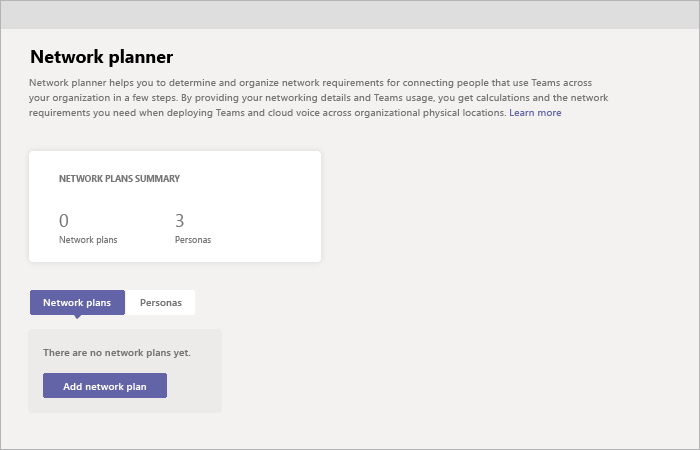 Network planner
Network planner helps you to determine and organize network requirements for connecting people that use Teams across
your organization in a few steps. By providing your networking details and Teams usage, you get calculations and the network
requirements you need when deploying Teams and cloud voice across organizational physical locations. Learn more
NETWORK PLANS SUMMARY
0 3
Network plans Personas
Network plans Personas
There are no network plans yet.
Add network plan